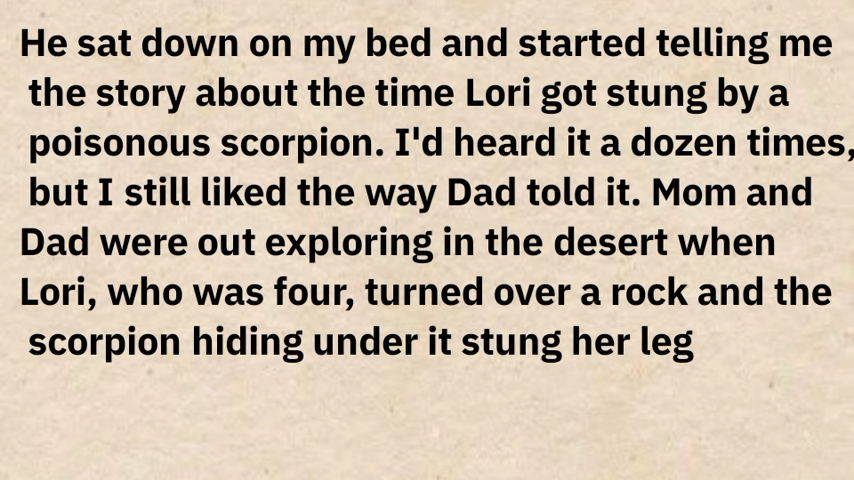 He sat down on my bed and started telling me
the story about the time Lori got stung by a
poisonous scorpion. I'd heard it a dozen times,
but I still liked the way Dad told it. Mom and
Dad were out exploring in the desert when
Lori, who was four, turned over a rock and the
scorpion hiding under it stung her leg